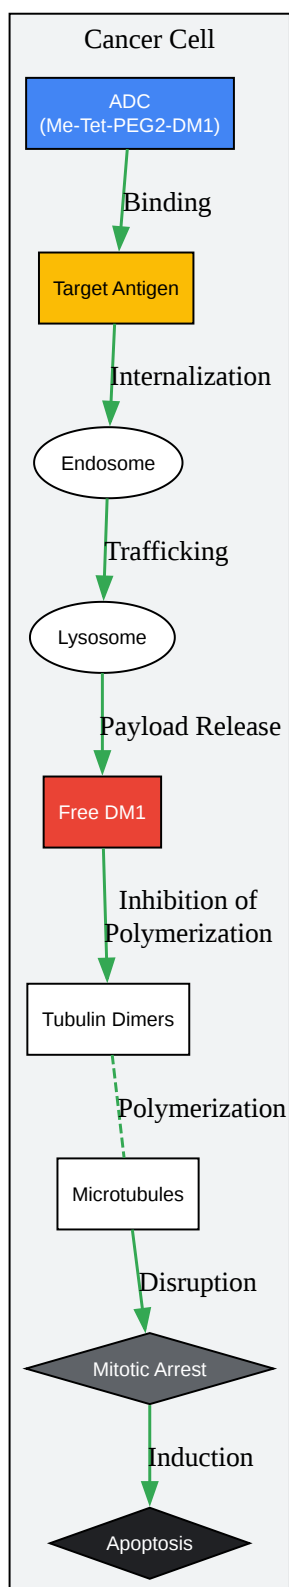 Cancer Cell
ADC
(Me-Tet-PEG2-DM1)
Binding
Target Antigen
Internalization
Endosome
Trafficking
Lysosome
Payload Release
Free DM1
Inhibition of
Polymerization
Tubulin Dimers
Polymerization
Microtubules
Disruption
Mitotic Arrest
Induction
Apoptosis